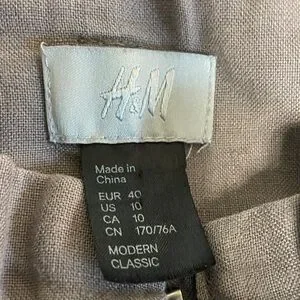 H&M
Made in
China
EUR 40
US 10
CA 10
CN 170/76A
MODERN
CLASSIC